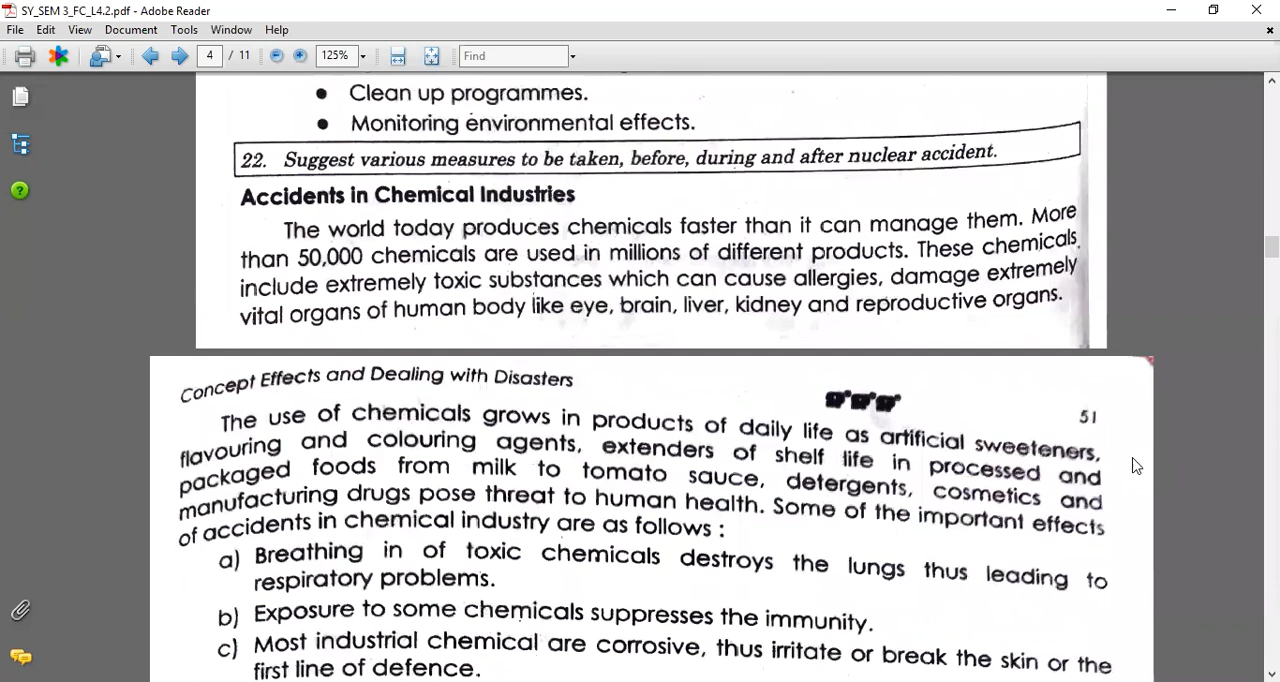 SY_SEM 3_FC_L4.2.pdf - Adobe Reader
File Edit View Document Tools Window Help
4 / 11 125% Find
• Clean up programmes.
• Monitoring environmental effects.
22. Suggest various measures to be taken, before, during and after nuclear accident.
Accidents in Chemical Industries
The world today produces chemicals faster than it can manage them. More
than 50,000 chemicals are used in millions of different products. These chemicals
include extremely toxic substances which can cause allergies, damage extremely
vital organs of human body like eye, brain, liver, kidney and reproductive organs.
Concept Effects and Dealing with Disasters
51
The use of chemicals grows in products of daily life as artificial sweeteners,
flavouring and colouring agents, extenders of shelf life in processed and
packaged foods from milk to tomato sauce, detergents, cosmetics and
manufacturing drugs pose threat to human health. Some of the important effects
of accidents in chemical industry are as follows :
a) Breathing in of toxic chemicals destroys the lungs thus leading to
respiratory problems.
b) Exposure to some chemicals suppresses the immunity.
c) Most industrial chemical are corrosive, thus irritate or break the skin or the
first line of defence.